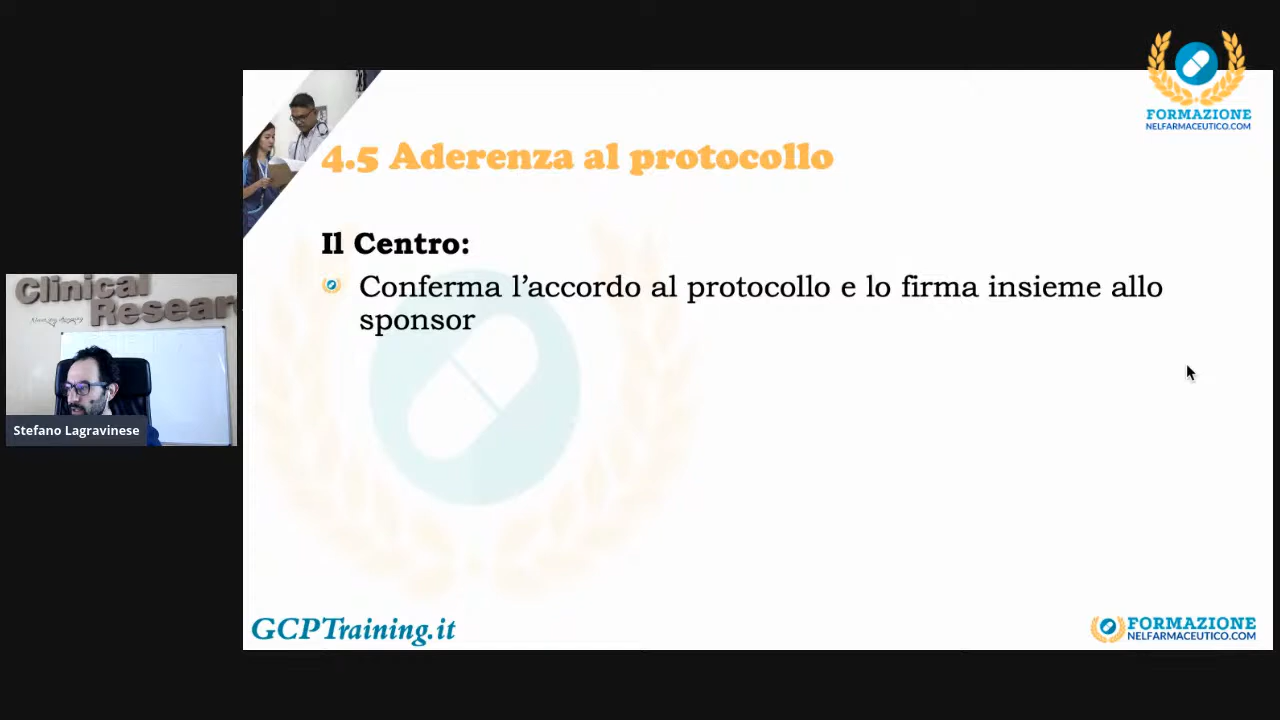 FORMAZIONE
NELFARMACEUTICO.COM
4.5 Aderenza al protocollo
Il Centro:
Conferma l’accordo al protocollo e lo firma insieme allo
sponsor
Clinical
Researc
Stefano Lagravinese
GCPTraining.it
FORMAZIONE
NELFARMACEUTICO.COM